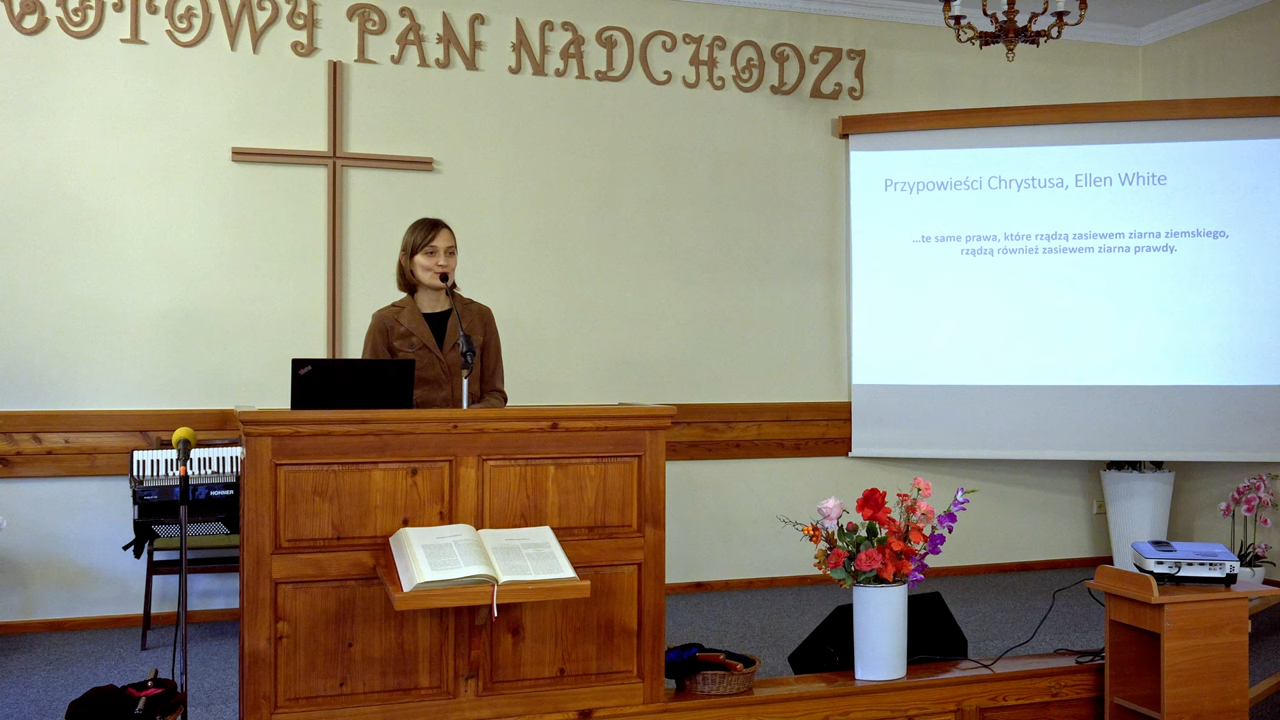 GOTOWY PAN NADCHODZI
Przypowieści Chrystusa, Ellen White
...te same prawa, które rządzą zasiewem ziarna ziemskiego,
rządzą również zasiewem ziarna prawdy.
HOHNER